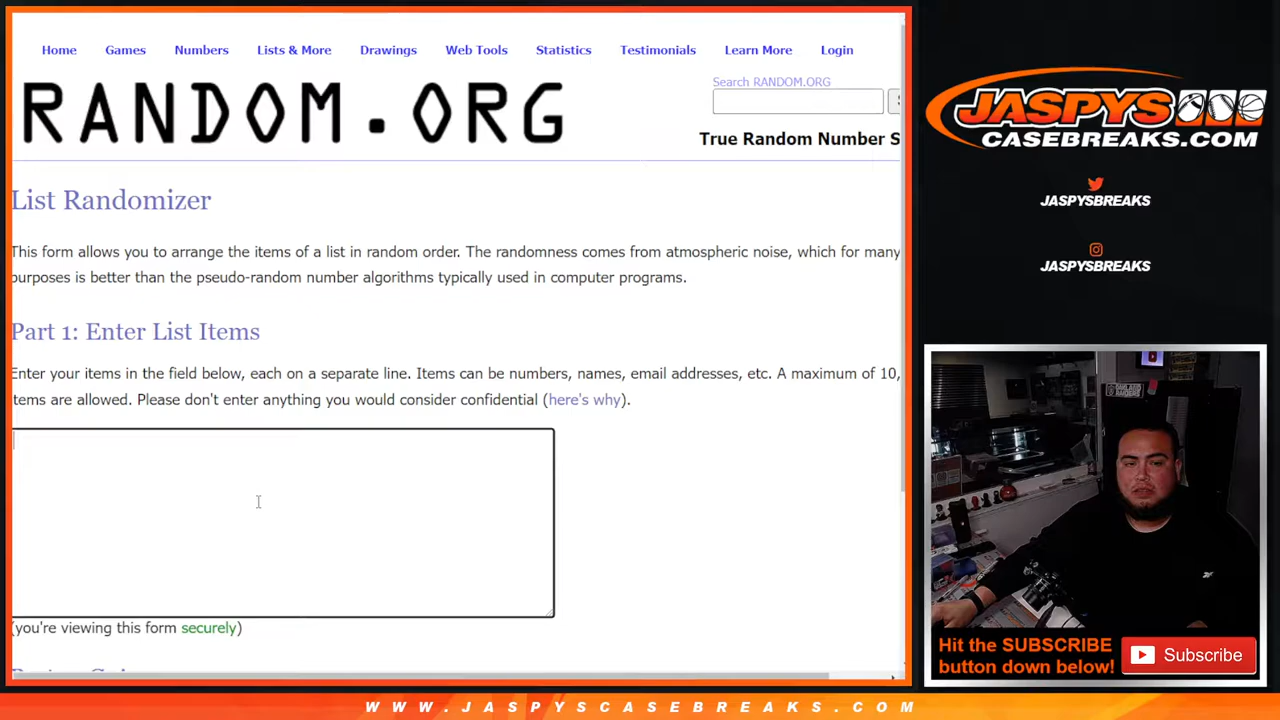 Home Games Numbers Lists & More Drawings Web Tools Statistics Testimonials Learn More Login
RANDOM.ORG
Search RANDOM.ORG
S
True Random Number S
List Randomizer
This form allows you to arrange the items of a list in random order. The randomness comes from atmospheric noise, which for many
purposes is better than the pseudo-random number algorithms typically used in computer programs.
Part 1: Enter List Items
Enter your items in the field below, each on a separate line. Items can be numbers, names, email addresses, etc. A maximum of 10,
items are allowed. Please don't enter anything you would consider confidential (here's why).
(you're viewing this form securely)
JASPYS
CASEBREAKS.COM
JASPYSBREAKS
JASPYSBREAKS
OAKLAND
RAIDERS
Hit the SUBSCRIBE
button down below!
Subscribe
WWW.JASPYSCASEBREAKS.COM